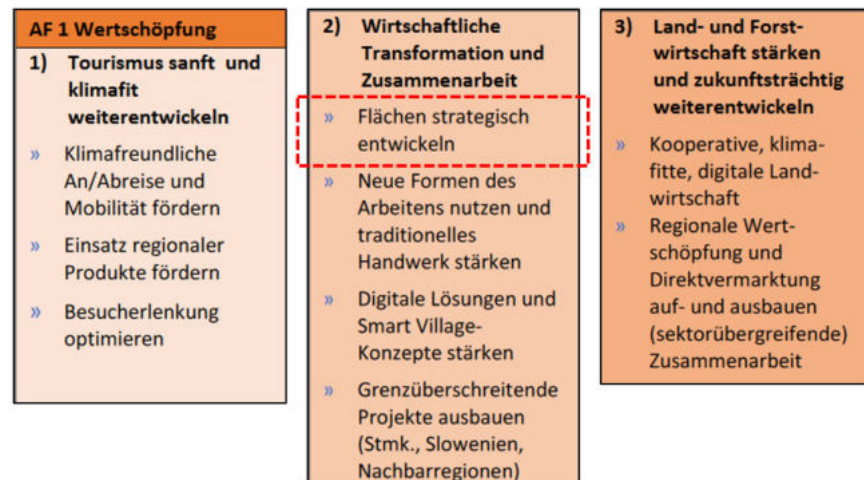 AF 1 Wertschöpfung
1) Tourismus sanft und
klimafit
weiterentwickeln
» Klimafreundliche
An/Abreise und
Mobilität fördern
» Einsatz regionaler
Produkte fördern
» Besucherlenkung
optimieren
2) Wirtschaftliche
Transformation und
Zusammenarbeit
» Flächen strategisch
entwickeln
» Neue Formen des
Arbeitens nutzen und
traditionelles
Handwerk stärken
» Digitale Lösungen und
Smart Village-
Konzepte stärken
» Grenzüberschreitende
Projekte ausbauen
(Stmk., Slowenien,
Nachbarregionen)
3) Land- und Forst-
wirtschaft stärken
und zukunftsträchtig
weiterentwickeln
» Kooperative, klima-
fitte, digitale Land-
wirtschaft
» Regionale Wert-
schöpfung und
Direktvermarktung
auf- und ausbauen
(sektorübergreifende)
Zusammenarbeit